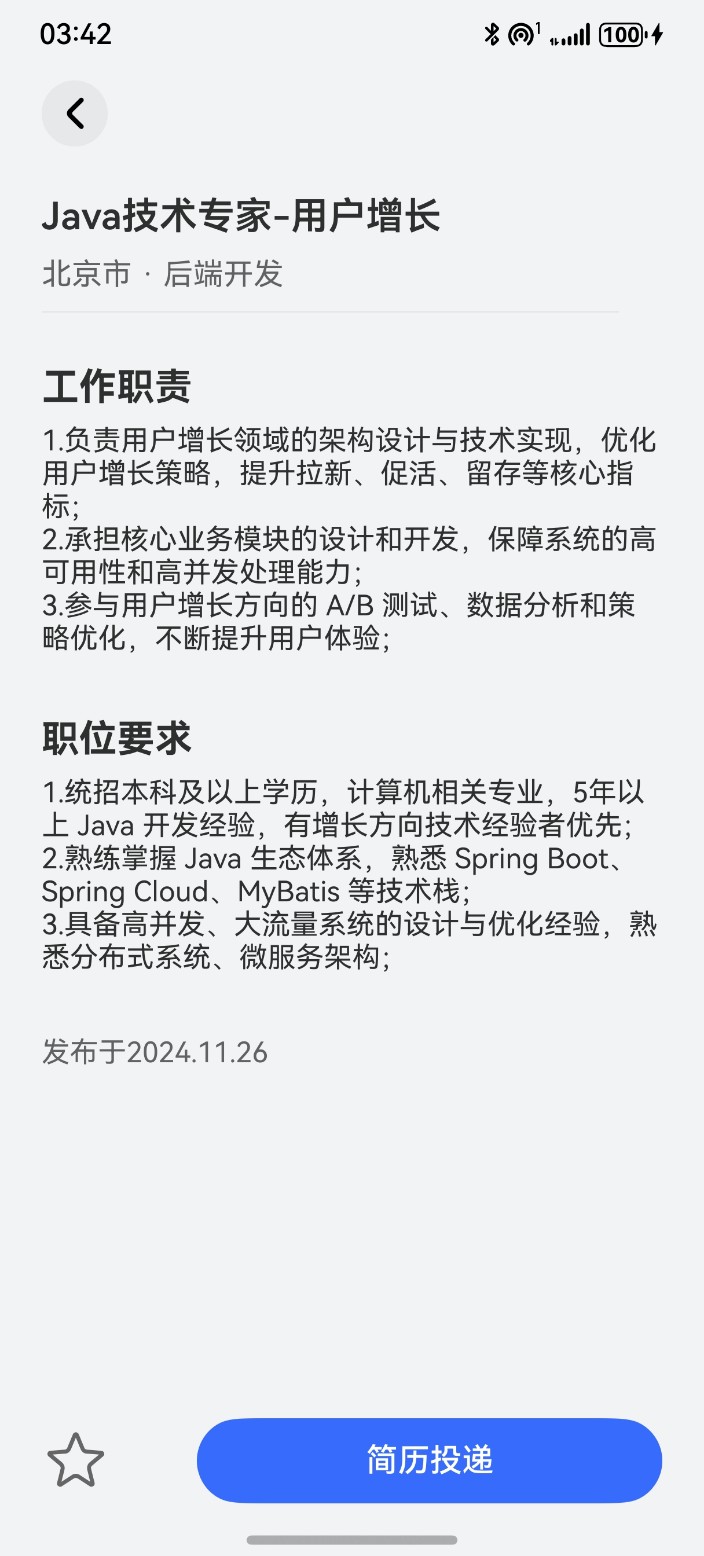 03:42
1
100
Java技术专家-用户增长
北京市 · 后端开发
工作职责
1.负责用户增长领域的架构设计与技术实现，优化
用户增长策略，提升拉新、促活、留存等核心指
标；
2.承担核心业务模块的设计和开发，保障系统的高
可用性和高并发处理能力；
3.参与用户增长方向的 A/B 测试、数据分析和策
略优化，不断提升用户体验；
职位要求
1.统招本科及以上学历，计算机相关专业，5年以
上 Java 开发经验，有增长方向技术经验者优先；
2.熟练掌握 Java 生态体系，熟悉 Spring Boot、
Spring Cloud、MyBatis 等技术栈；
3.具备高并发、大流量系统的设计与优化经验，熟
悉分布式系统、微服务架构；
发布于2024.11.26
简历投递